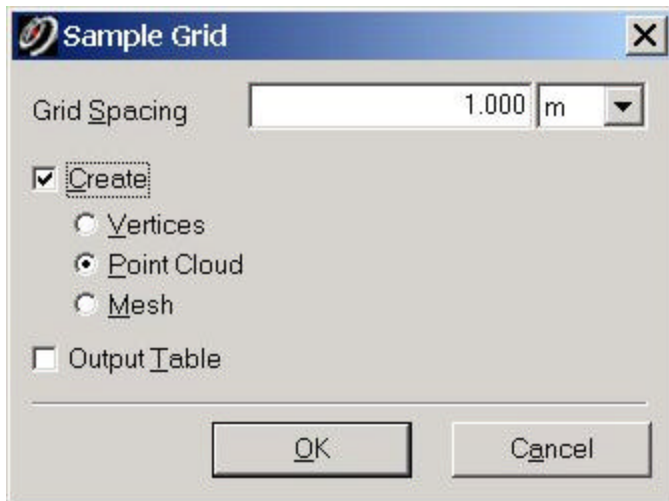 Sample Grid
Grid Spacing 1.000 m
Create
Vertices
Point Cloud
Mesh
Output Table
OK Cancel